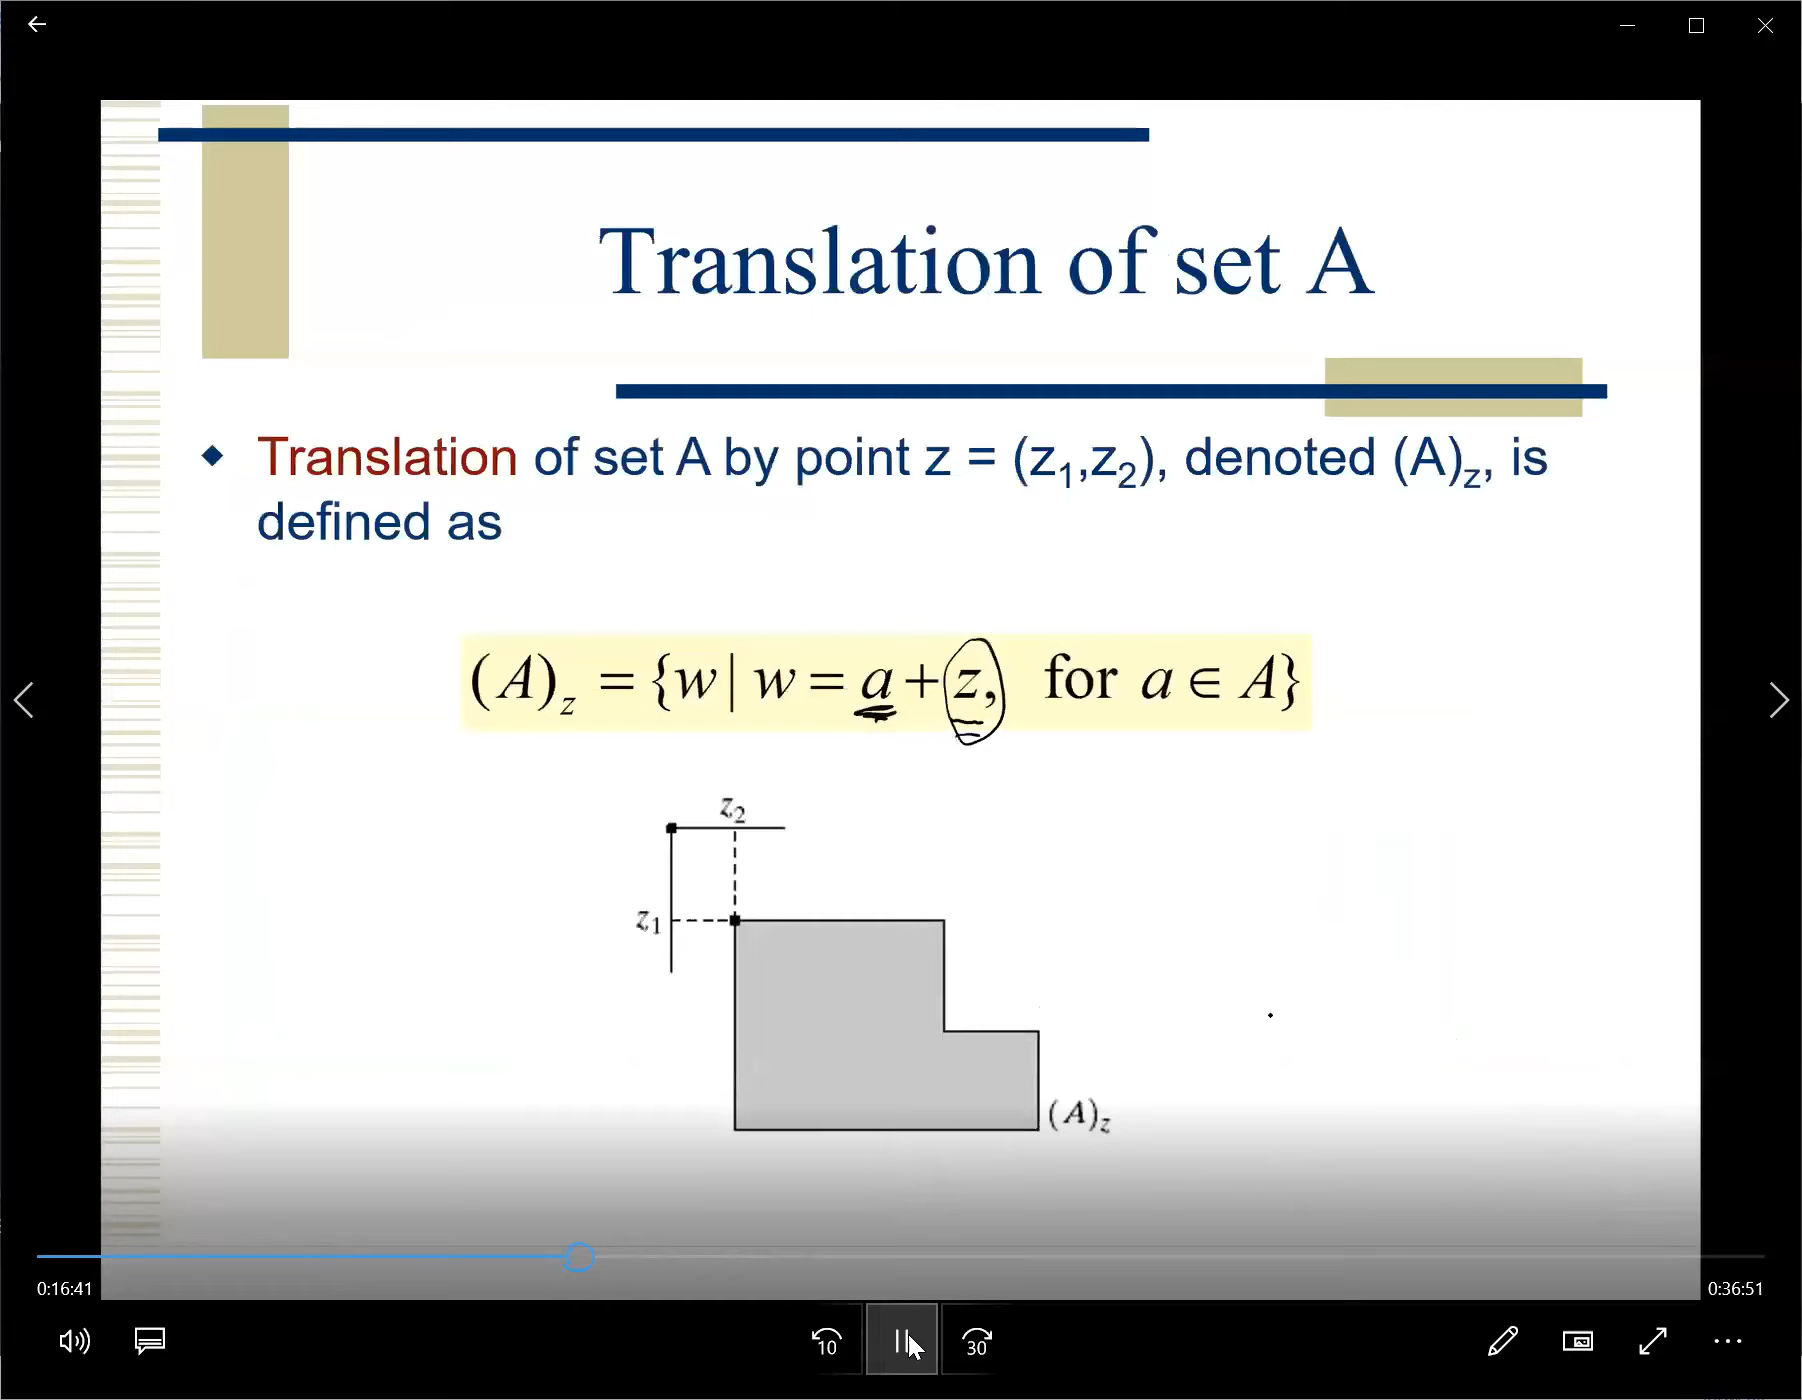 Translation of set A
◆ Translation of set A by point z = (z₁,z₂), denoted (A)z, is
defined as
(A)z = {w | w = a + z, for a ∈ A}
z₂
z₁
(A)z
0:16:41
0:36:51
10
30